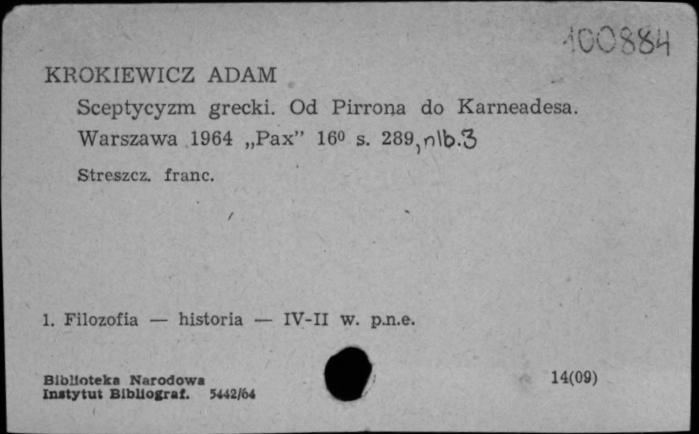 100884
KROKIEWICZ ADAM
Sceptycyzm grecki. Od Pirrona do Karneadesa.
Warszawa 1964 „Pax” 16⁰ s. 289, nlb. 3
Streszcz. franc.
1. Filozofia — historia — IV-II w. p.n.e.
Biblioteka Narodowa
Instytut Bibliograf. 5442/64
14(09)